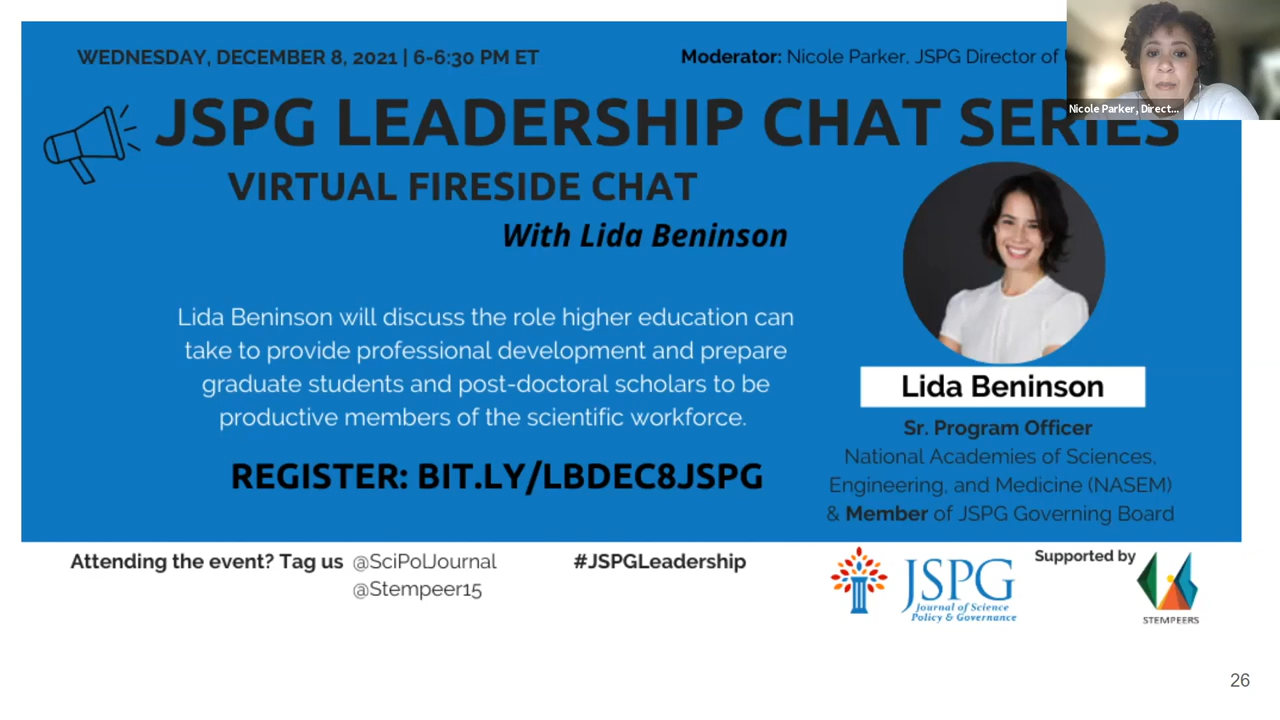 WEDNESDAY, DECEMBER 8, 2021 | 6-6:30 PM ET
Moderator: Nicole Parker, JSPG Director of
Nicole Parker, Direct...
JSPG LEADERSHIP CHAT SERIES
VIRTUAL FIRESIDE CHAT
With Lida Beninson
Lida Beninson will discuss the role higher education can
take to provide professional development and prepare
graduate students and post-doctoral scholars to be
productive members of the scientific workforce.
REGISTER: BIT.LY/LBDEC8JSPG
Lida Beninson
Sr. Program Officer
National Academies of Sciences,
Engineering, and Medicine (NASEM)
& Member of JSPG Governing Board
Attending the event? Tag us @SciPolJournal
@Stempeer15
#JSPGLeadership
JSPG
Journal of Science
Policy & Governance
Supported by
STEMPEERS
26